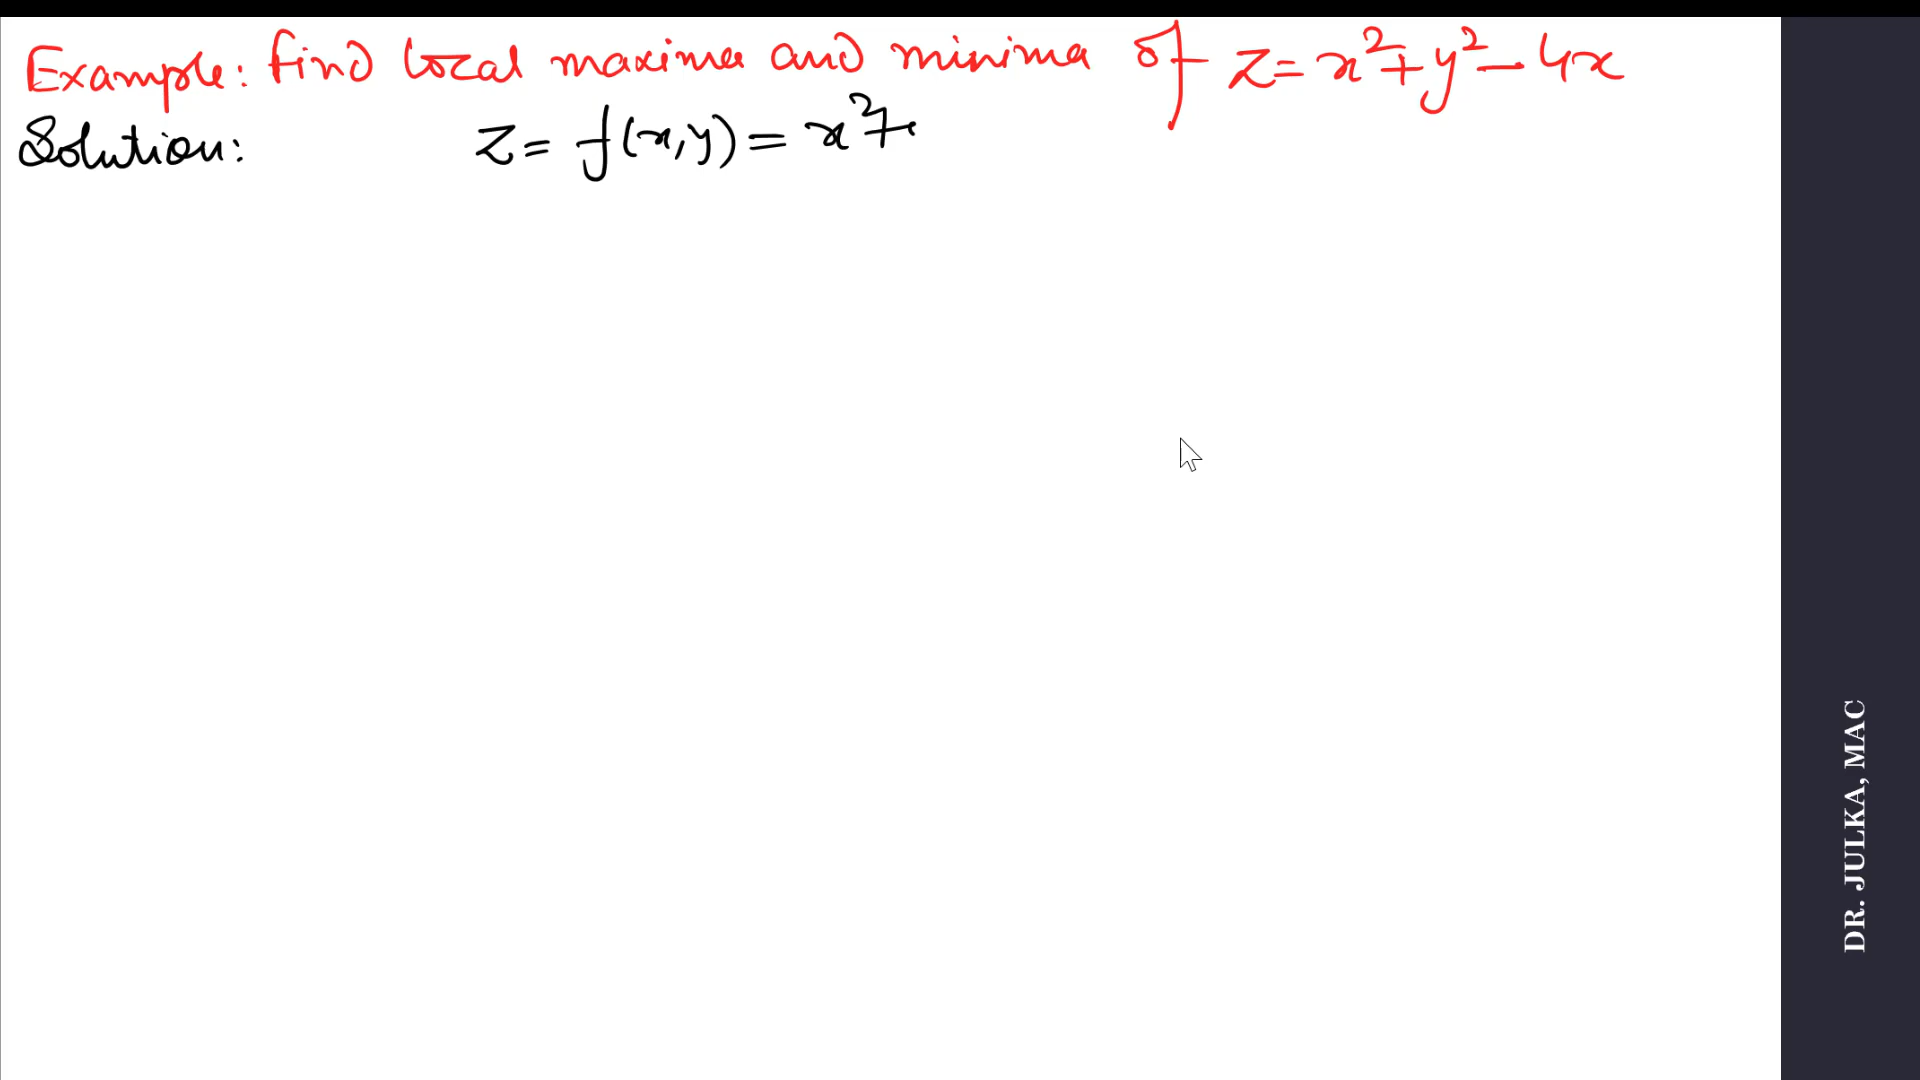 Example: find local maxima and minima of z = x² + y² - 4x
Solution: z = f(x,y) = x² +
DR. JULKA, MAC